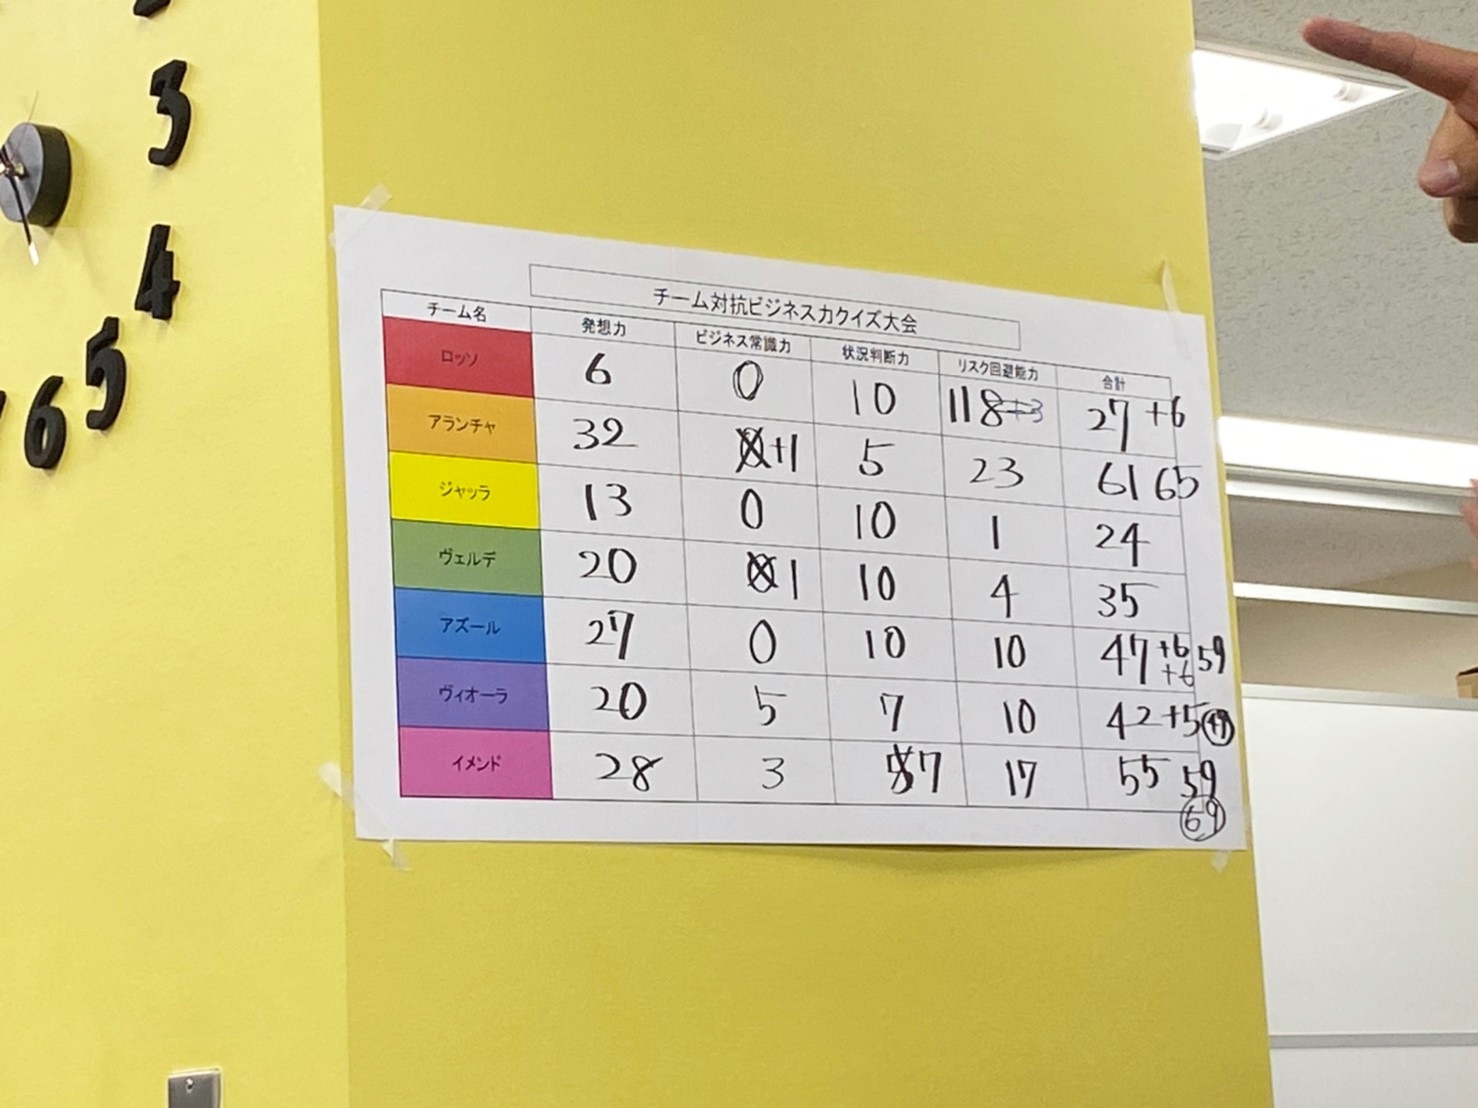 3
4
5
6
チーム対抗ビジネス力クイズ大会
チーム名 発想力 ビジネス常識力 状況判断力 リスク回避能力 合計
ロッソ 6 0 10 118+3 27 +6
アランチャ 32 +1 5 23 61 65
ジャッラ 13 0 10 1 24
ヴェルデ 20 1 10 4 35
アズール 27 0 10 10 47 +6 +6 59
ヴィオーラ 20 5 7 10 42 +5
イメンド 28 3 7 17 55 59
69